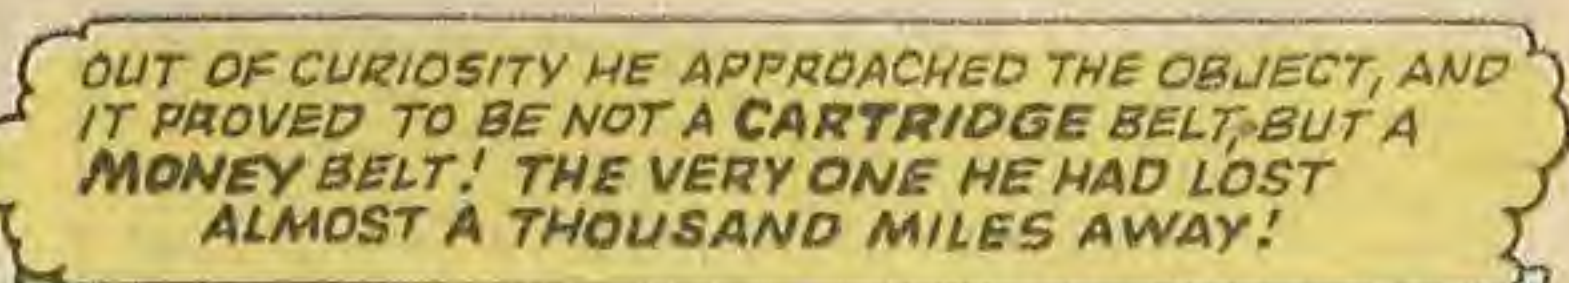 OUT OF CURIOSITY HE APPROACHED THE OBJECT, AND
IT PROVED TO BE NOT A CARTRIDGE BELT, BUT A
MONEY BELT! THE VERY ONE HE HAD LOST
ALMOST A THOUSAND MILES AWAY!